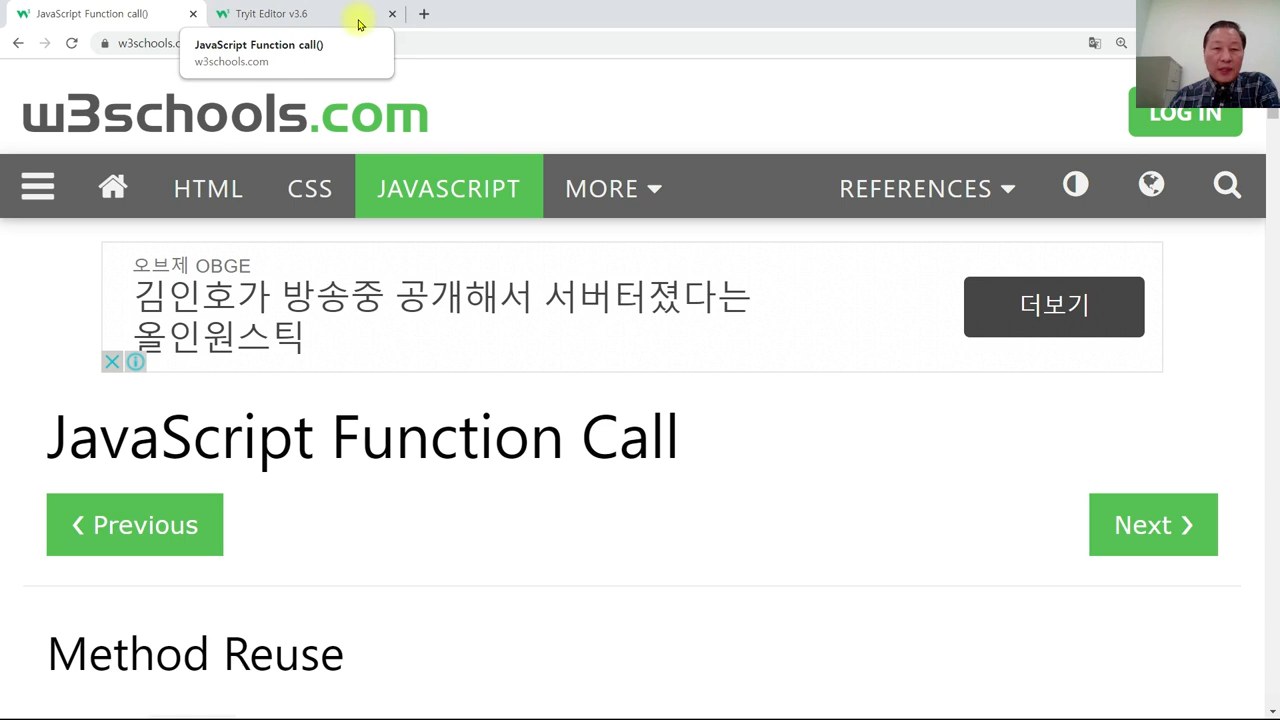 JavaScript Function call()
Tryit Editor v3.6
w3schools.c
JavaScript Function call()
w3schools.com
w3schools.com
LOG IN
HTML CSS JAVASCRIPT MORE REFERENCES
오브제 OBGE
김인호가 방송중 공개해서 서버터졌다는
올인원스틱
더보기
JavaScript Function Call
❮ Previous
Next ❯
Method Reuse